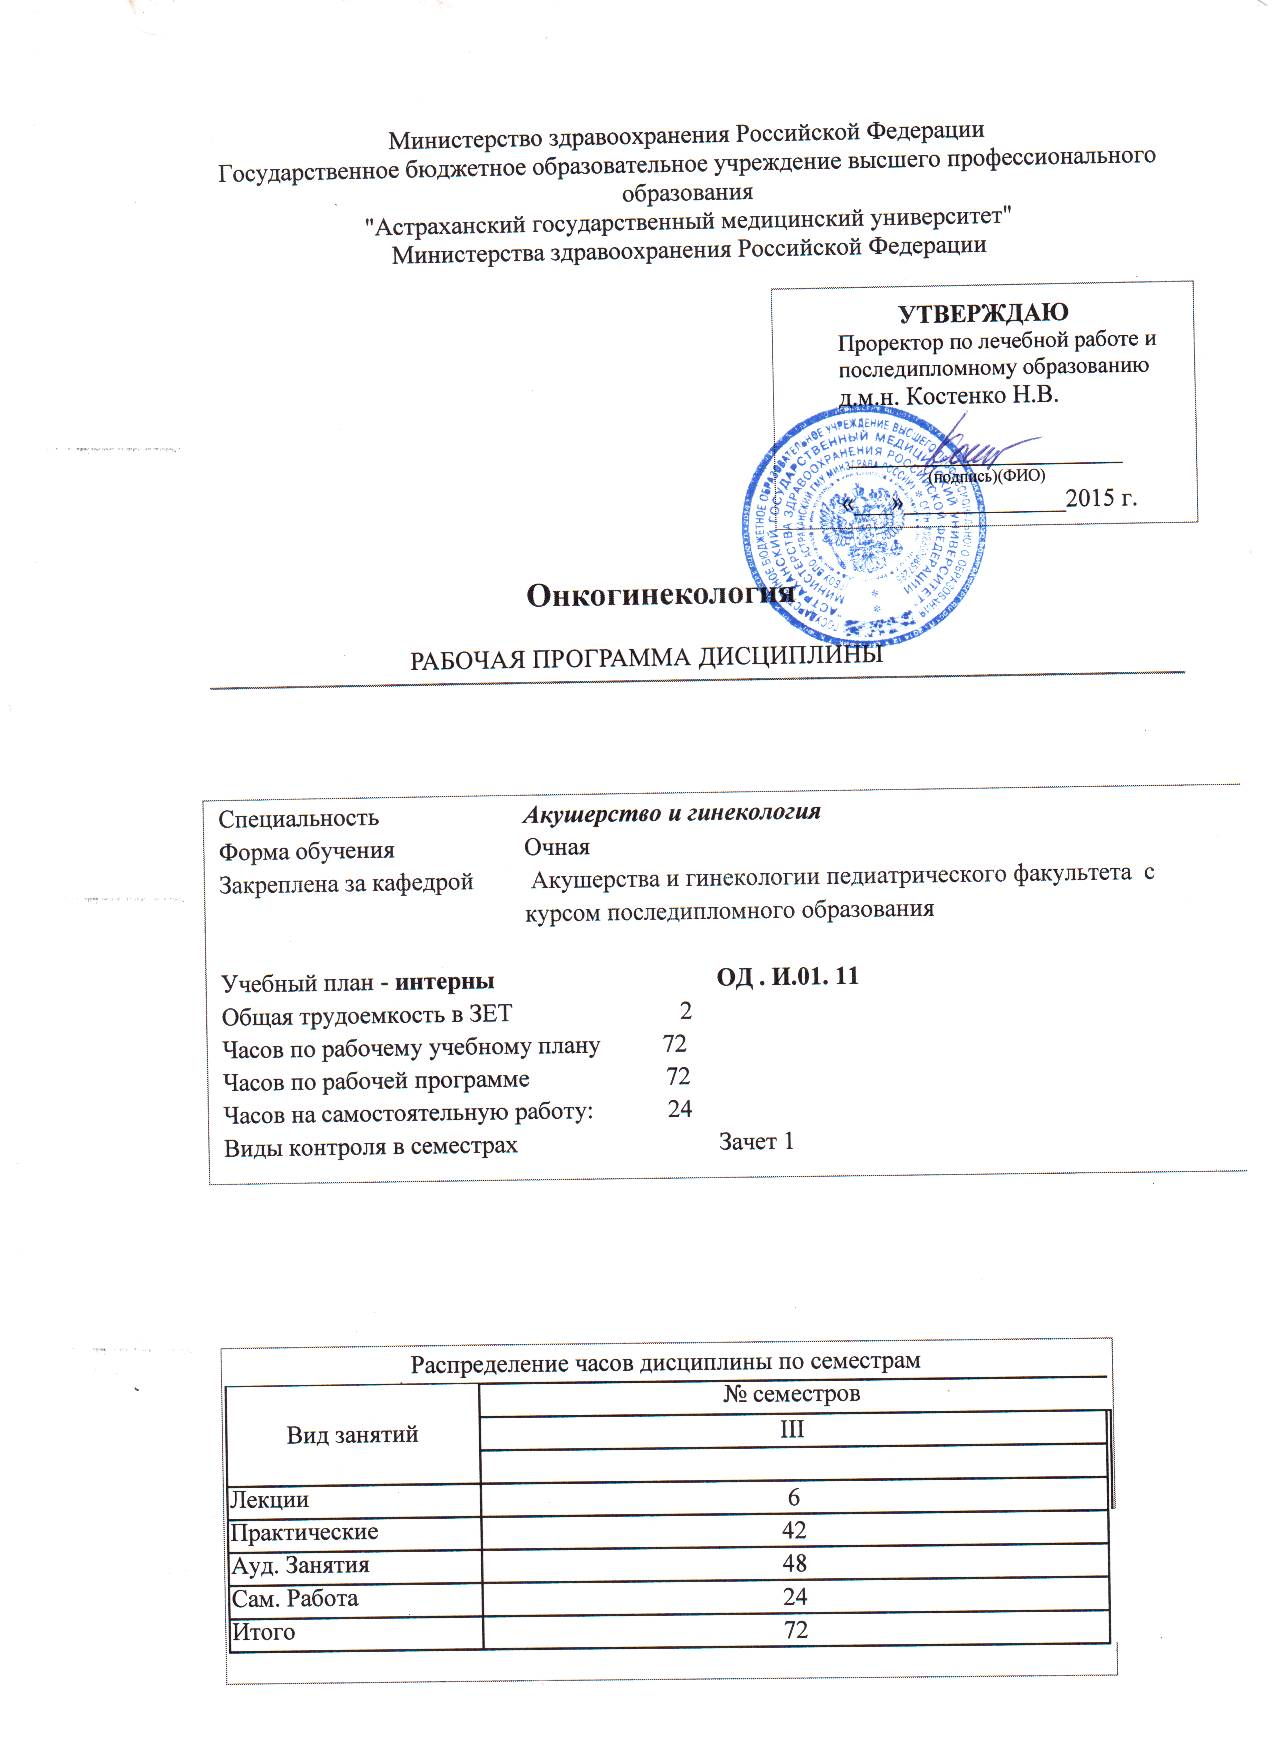 Министерство здравоохранения Российской Федерации
Государственное бюджетное образовательное учреждение высшего профессионального
образования
"Астраханский государственный медицинский университет"
Министерства здравоохранения Российской Федерации
УТВЕРЖДАЮ
Проректор по лечебной работе и
последипломному образованию
д.м.н. Костенко Н.В.
(подпись)(ФИО)
«___»____________2015 г.
Онкогинекология
РАБОЧАЯ ПРОГРАММА ДИСЦИПЛИНЫ
Специальность Акушерство и гинекология
Форма обучения Очная
Закреплена за кафедрой Акушерства и гинекологии педиатрического факультета с
курсом последипломного образования
Учебный план - интерны ОД . И.01. 11
Общая трудоемкость в ЗЕТ 2
Часов по рабочему учебному плану 72
Часов по рабочей программе 72
Часов на самостоятельную работу: 24
Виды контроля в семестрах Зачет 1
Распределение часов дисциплины по семестрам
Вид занятий
№ семестров
III
Лекции 6
Практические 42
Ауд. Занятия 48
Сам. Работа 24
Итого 72